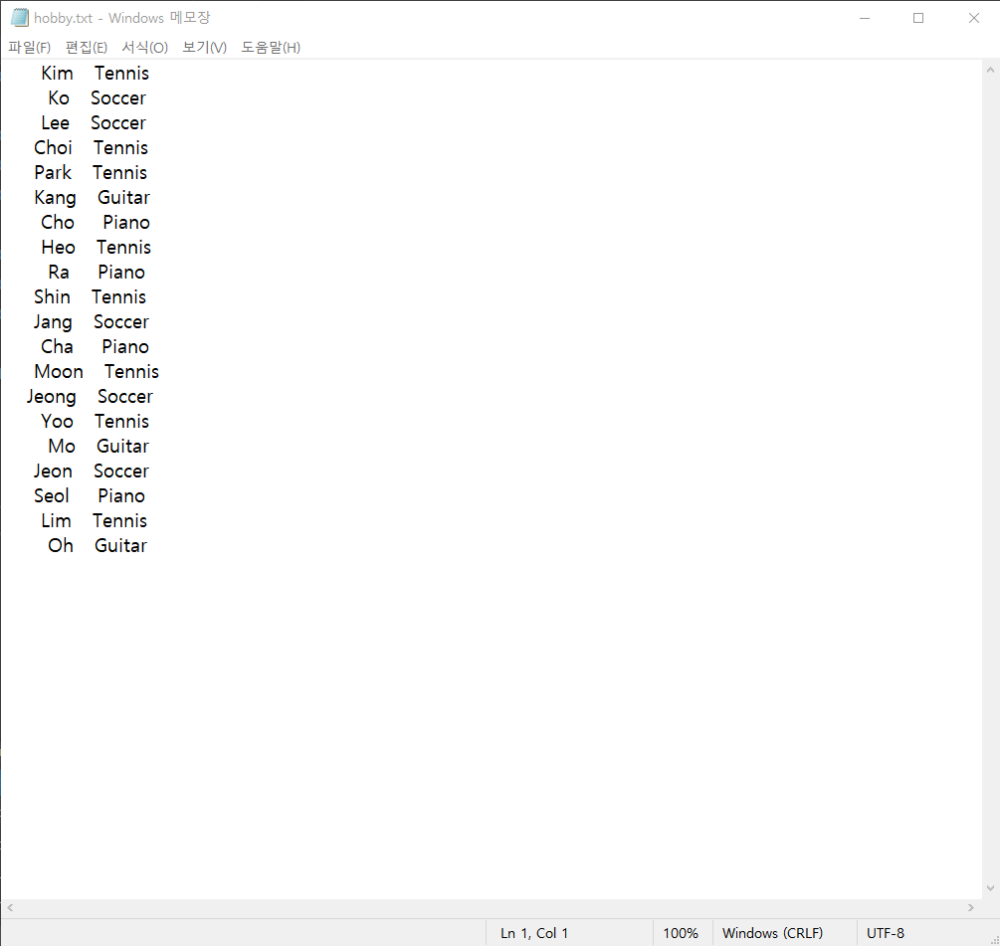 hobby.txt - Windows 메모장
파일(F) 편집(E) 서식(O) 보기(V) 도움말(H)
Kim Tennis
Ko Soccer
Lee Soccer
Choi Tennis
Park Tennis
Kang Guitar
Cho Piano
Heo Tennis
Ra Piano
Shin Tennis
Jang Soccer
Cha Piano
Moon Tennis
Jeong Soccer
Yoo Tennis
Mo Guitar
Jeon Soccer
Seol Piano
Lim Tennis
Oh Guitar
Ln 1, Col 1 100% Windows (CRLF) UTF-8